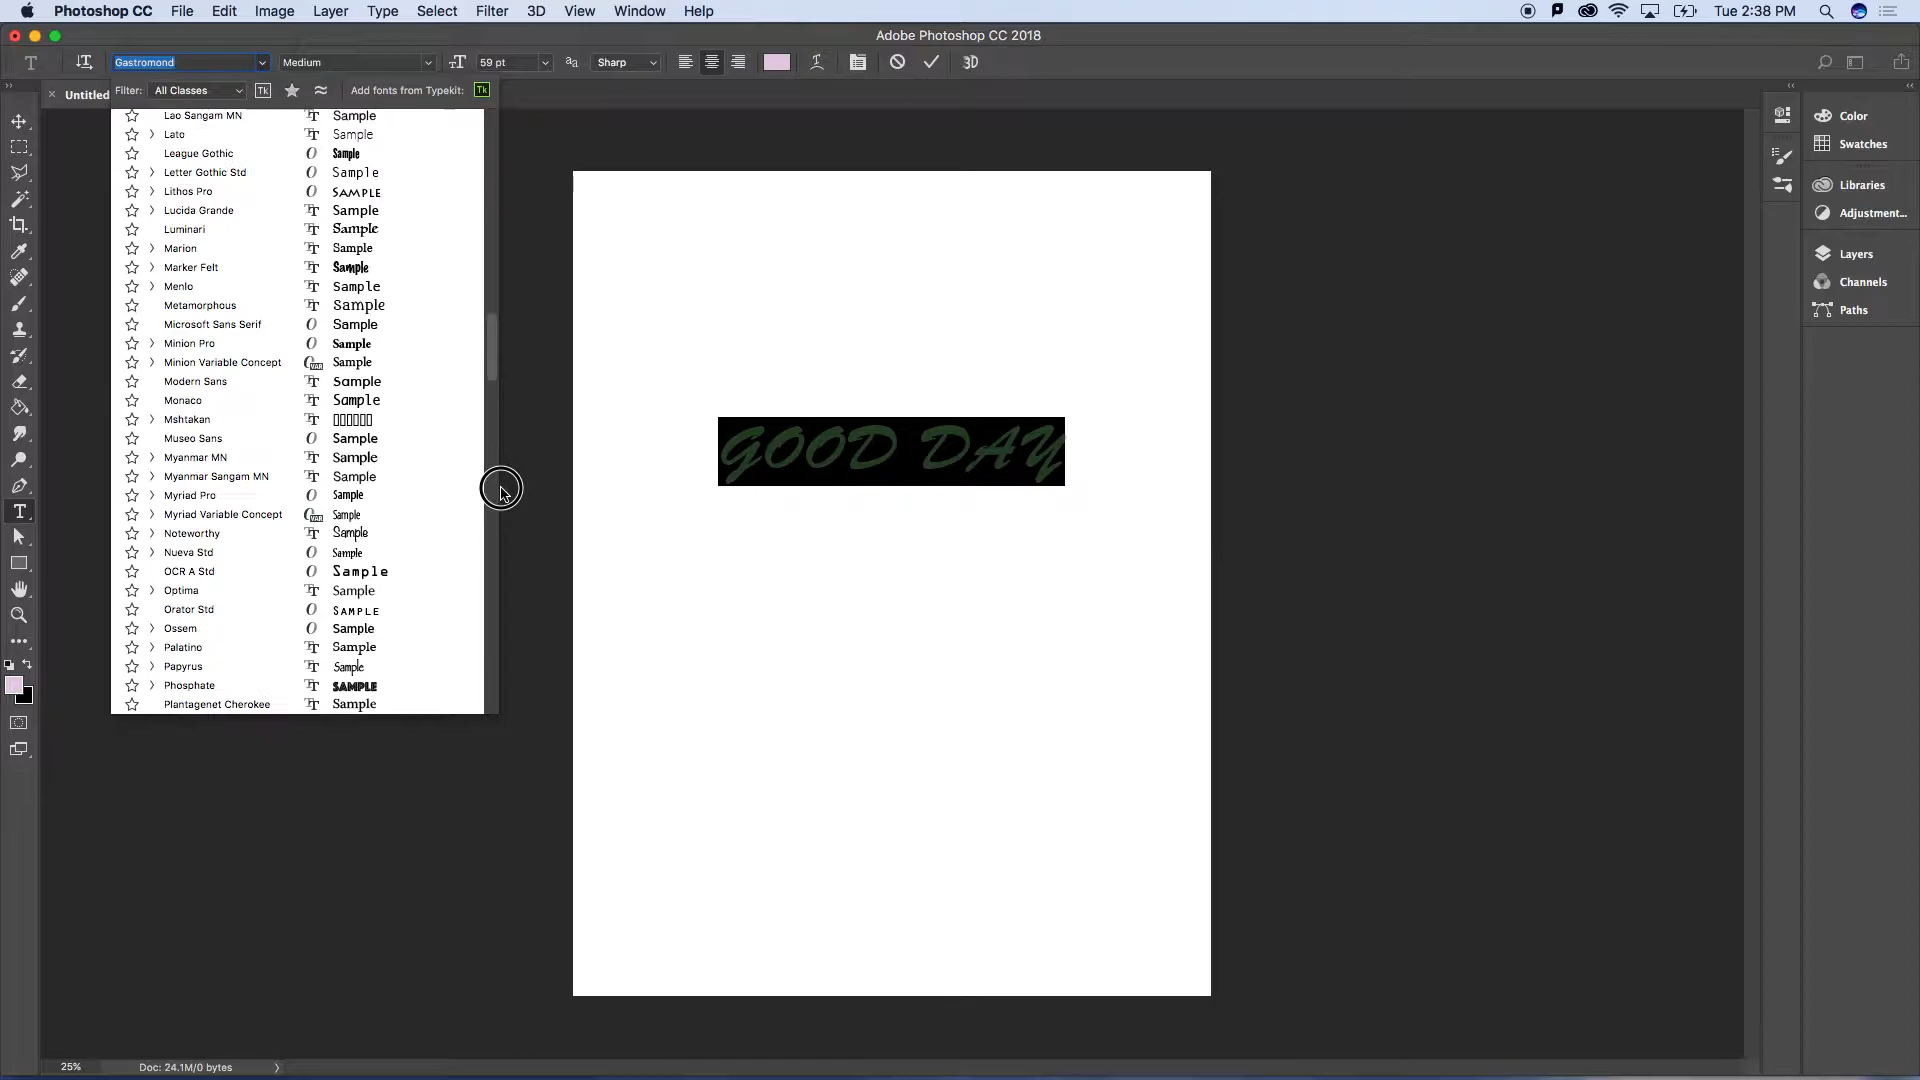 Photoshop CC File Edit Image Layer Type Select Filter 3D View Window Help Tue 2:38 PM
Adobe Photoshop CC 2018
Gastromond Medium 59 pt Sharp 3D
Filter: All Classes Tk Add fonts from Typekit: Tk
Untitled
Lao Sangam MN Sample
Lato Sample
League Gothic Sample
Letter Gothic Std Sample
Lithos Pro SAMPLE
Lucida Grande Sample
Luminari Sample
Marion Sample
Marker Felt Sample
Menlo Sample
Metamorphous Sample
Microsoft Sans Serif Sample
Minion Pro Sample
Minion Variable Concept Sample
Modern Sans Sample
Monaco Sample
Mshtakan
Museo Sans Sample
Myanmar MN Sample
Myanmar Sangam MN Sample
Myriad Pro Sample
Myriad Variable Concept Sample
Noteworthy Sample
Nueva Std Sample
OCR A Std Sample
Optima Sample
Orator Std SAMPLE
Ossem Sample
Palatino Sample
Papyrus Sample
Phosphate SAMPLE
Plantagenet Cherokee Sample
GOOD DAY
Color
Swatches
Libraries
Adjustment...
Layers
Channels
Paths
25% Doc: 24.1M/0 bytes